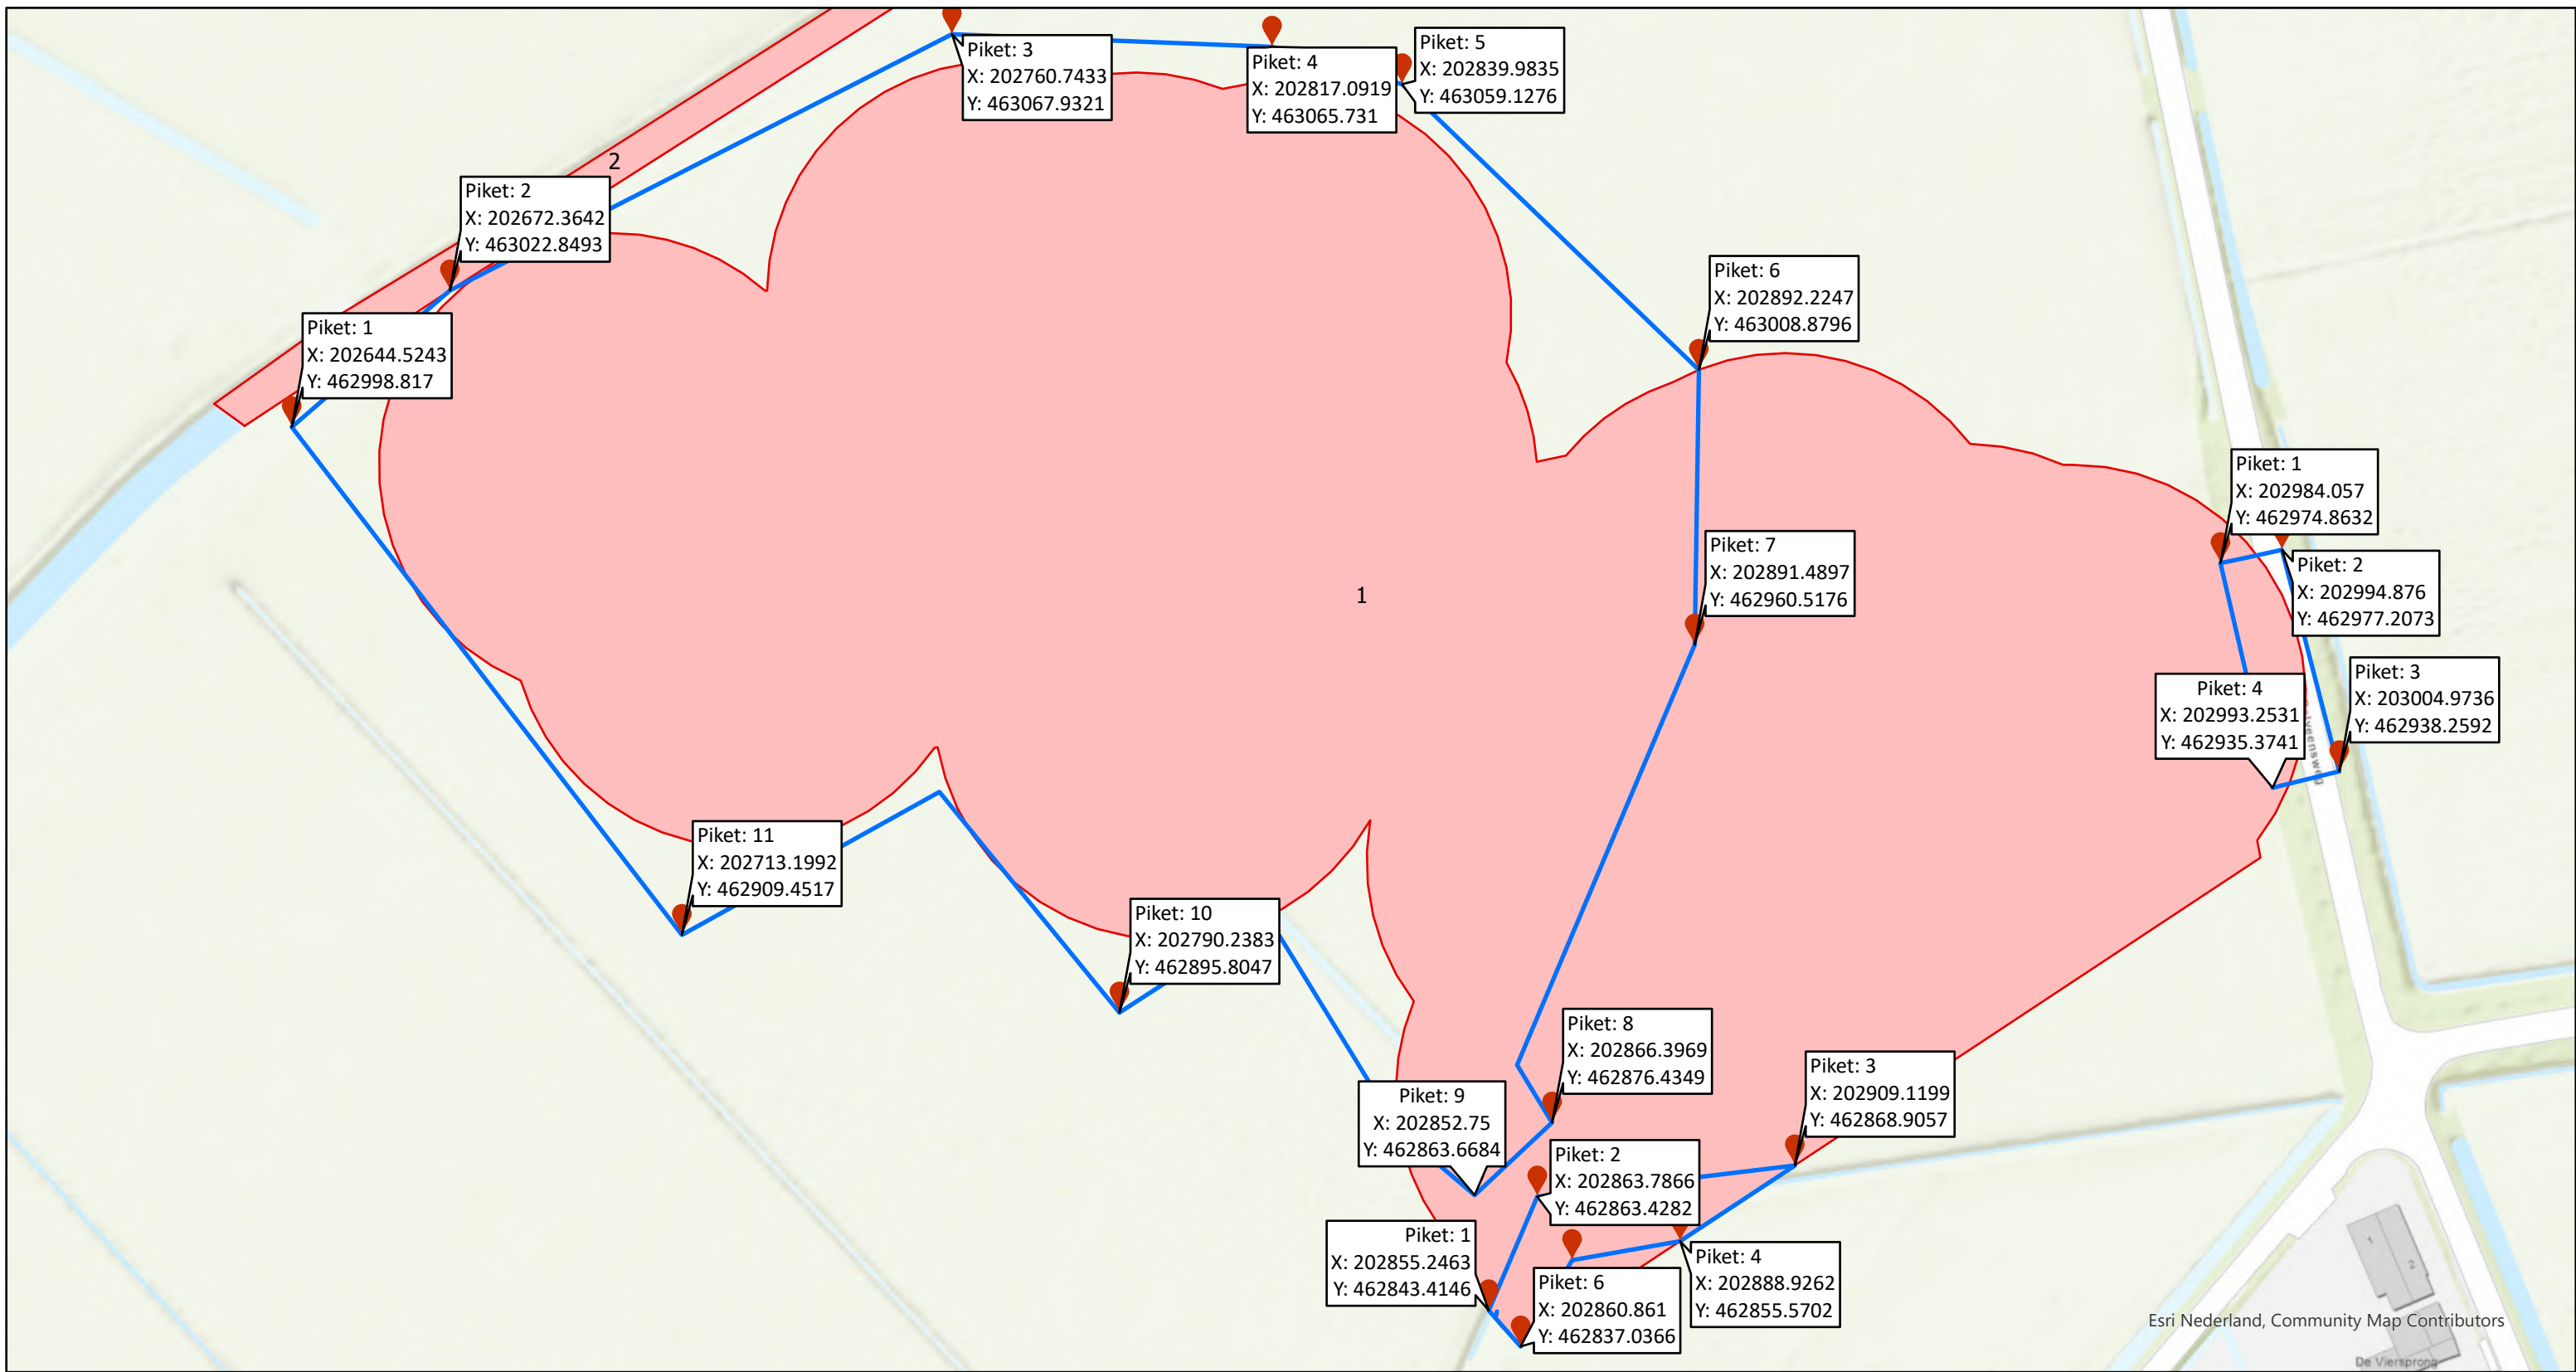 Piket: 3
X: 202760.7433
Y: 463067.9321
Piket: 4
X: 202817.0919
Y: 463065.731
Piket: 5
X: 202839.9835
Y: 463059.1276
2
Piket: 2
X: 202672.3642
Y: 463022.8493
Piket: 6
X: 202892.2247
Y: 463008.8796
Piket: 1
X: 202644.5243
Y: 462998.817
Piket: 1
X: 202984.057
Y: 462974.8632
Piket: 7
X: 202891.4897
Y: 462960.5176
Piket: 2
X: 202994.876
Y: 462977.2073
1
Piket: 3
X: 203004.9736
Y: 462938.2592
Piket: 4
X: 202993.2531
Y: 462935.3741
Piket: 11
X: 202713.1992
Y: 462909.4517
Piket: 10
X: 202790.2383
Y: 462895.8047
Piket: 8
X: 202866.3969
Y: 462876.4349
Piket: 3
X: 202909.1199
Y: 462868.9057
Piket: 9
X: 202852.75
Y: 462863.6684
Piket: 2
X: 202863.7866
Y: 462863.4282
Piket: 1
X: 202855.2463
Y: 462843.4146
Piket: 4
X: 202888.9262
Y: 462855.5702
Piket: 6
X: 202860.861
Y: 462837.0366
1
2
Esri Nederland, Community Map Contributors
De Viersprong